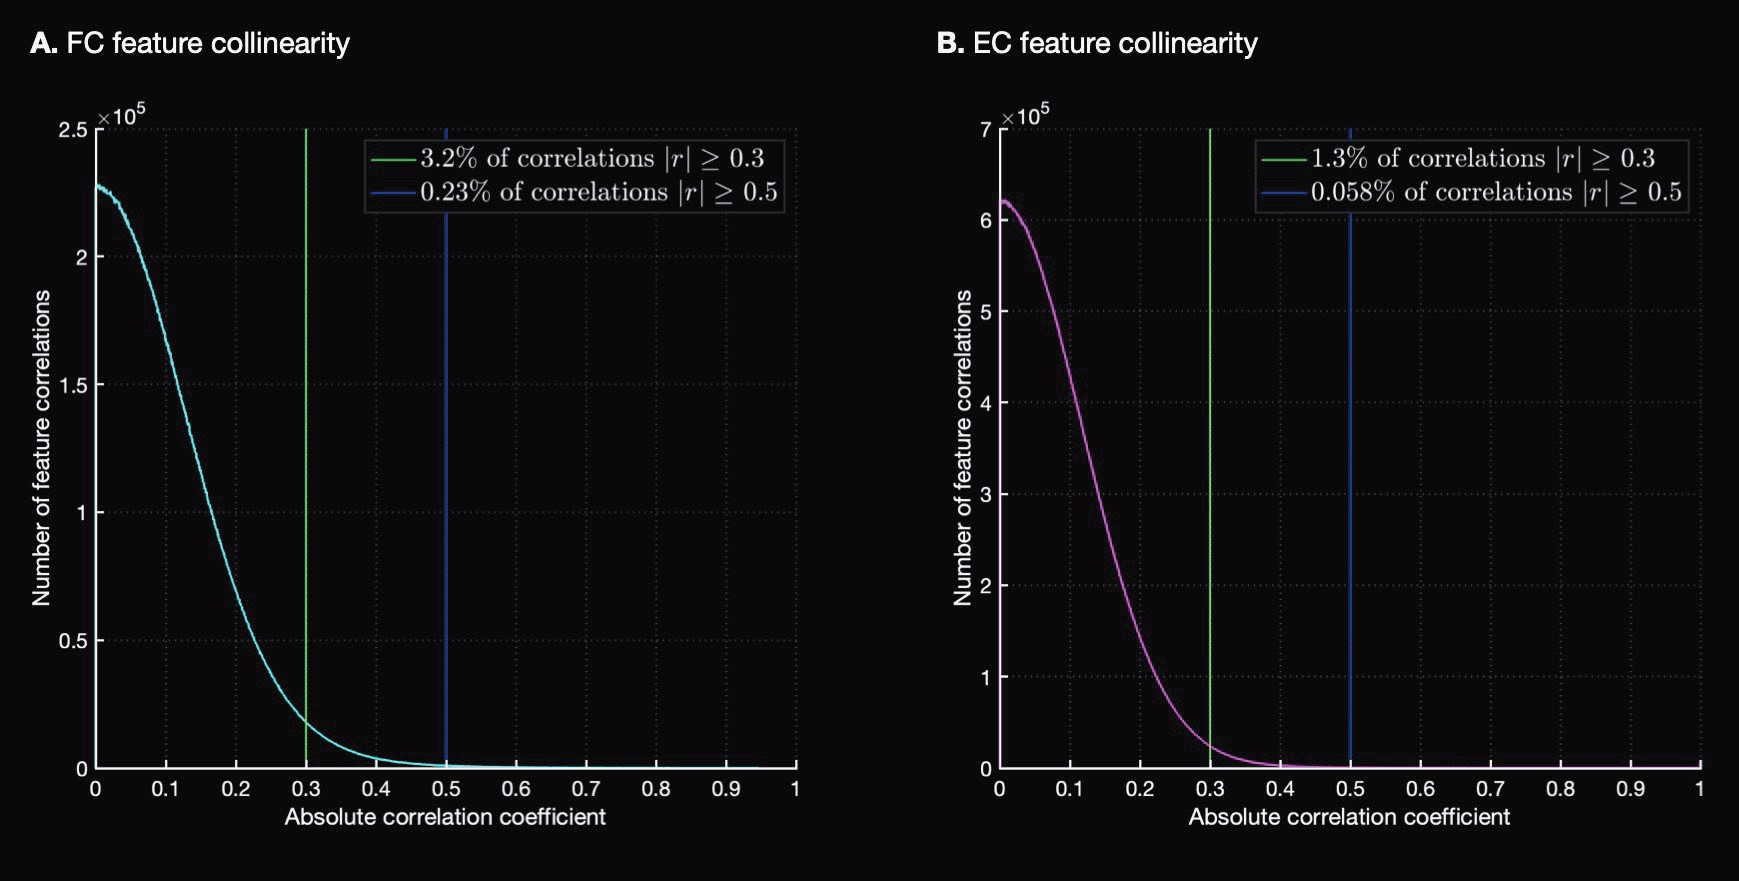 A. FC feature collinearity
×10⁵
2.5
2
1.5
1
0.5
0
Number of feature correlations
3.2% of correlations |r| ≥ 0.3
0.23% of correlations |r| ≥ 0.5
0 0.1 0.2 0.3 0.4 0.5 0.6 0.7 0.8 0.9 1
Absolute correlation coefficient
B. EC feature collinearity
×10⁵
7
6
5
4
3
2
1
0
Number of feature correlations
1.3% of correlations |r| ≥ 0.3
0.058% of correlations |r| ≥ 0.5
0 0.1 0.2 0.3 0.4 0.5 0.6 0.7 0.8 0.9 1
Absolute correlation coefficient